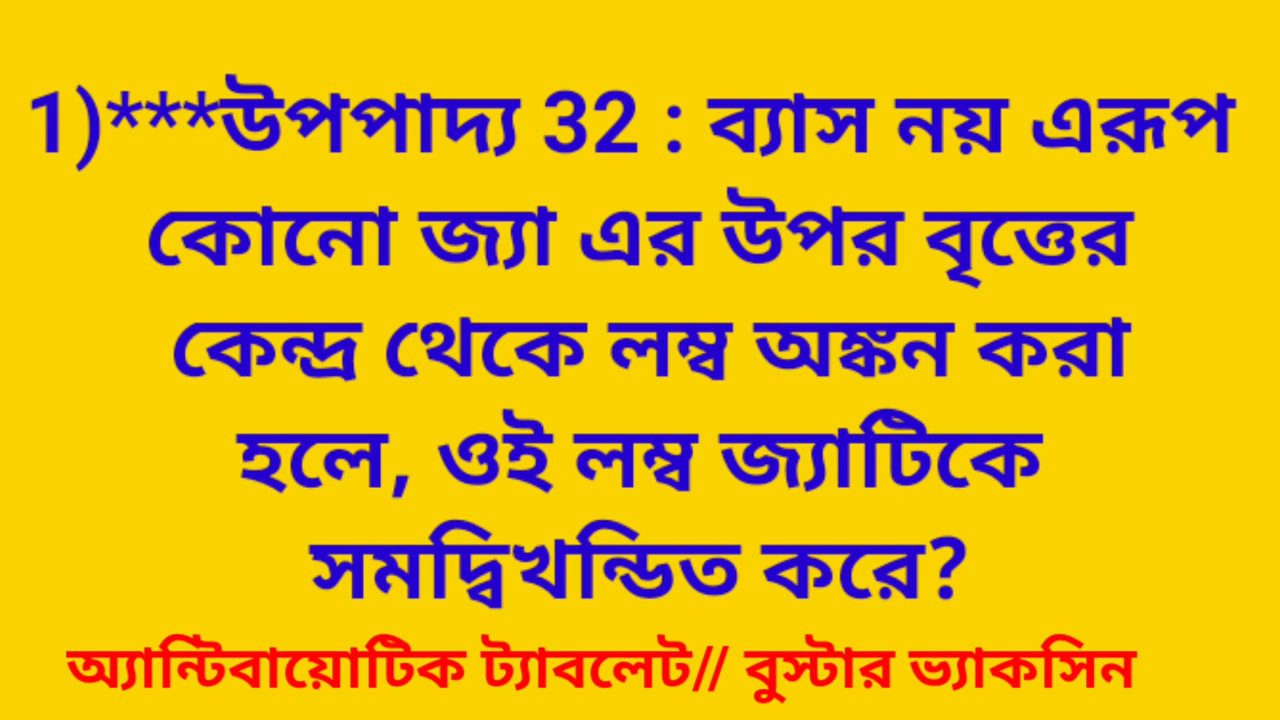 1)***উপপাদ্য 32 : ব্যাস নয় এরূপ
কোনো জ্যা এর উপর বৃত্তের
কেন্দ্র থেকে লম্ব অঙ্কন করা
হলে, ওই লম্ব জ্যাটিকে
সমদ্বিখন্ডিত করে?
অ্যান্টিবায়োটিক ট্যাবলেট// বুস্টার ভ্যাকসিন